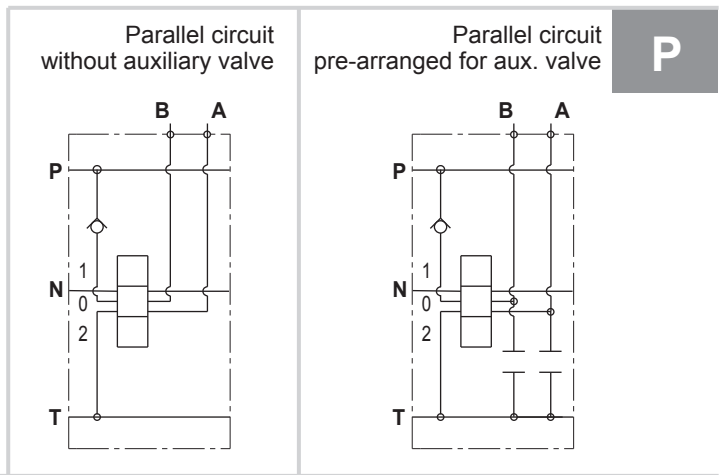 Parallel circuit
without auxiliary valve
B A
P
1
N
0
2
T
Parallel circuit
pre-arranged for aux. valve
P
B A
P
1
N
0
2
T